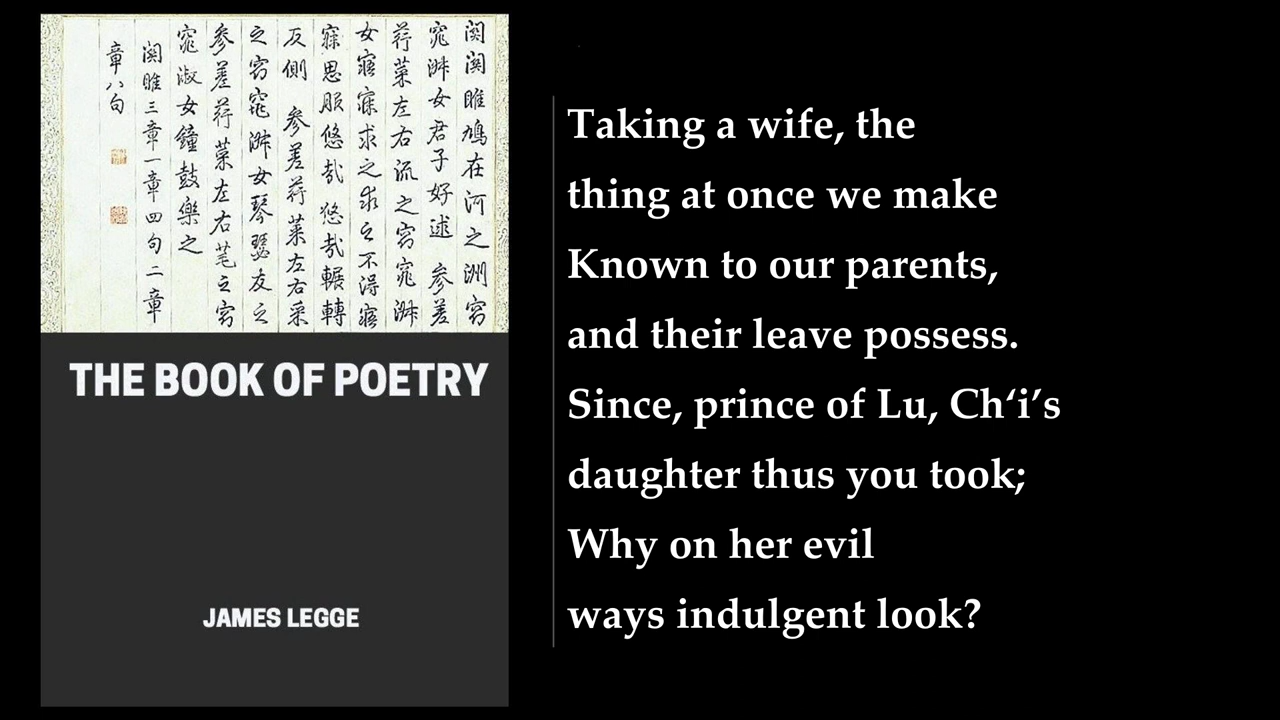 関関雎鳩在河之洲窈
窕淑女君子好逑 参差
荇菜左右流之窈窕淑
女寤寐求之求之不得寤
寐思服悠哉悠哉輾轉
反側 参差荇菜左右采
之窈窕淑女琴瑟友之
参差荇菜左右芼之窈
窕淑女鐘鼓樂之
関雎三章一章四句二章
章八句
THE BOOK OF POETRY
JAMES LEGGE
Taking a wife, the
thing at once we make
Known to our parents,
and their leave possess.
Since, prince of Lu, Ch‘i’s
daughter thus you took;
Why on her evil
ways indulgent look?